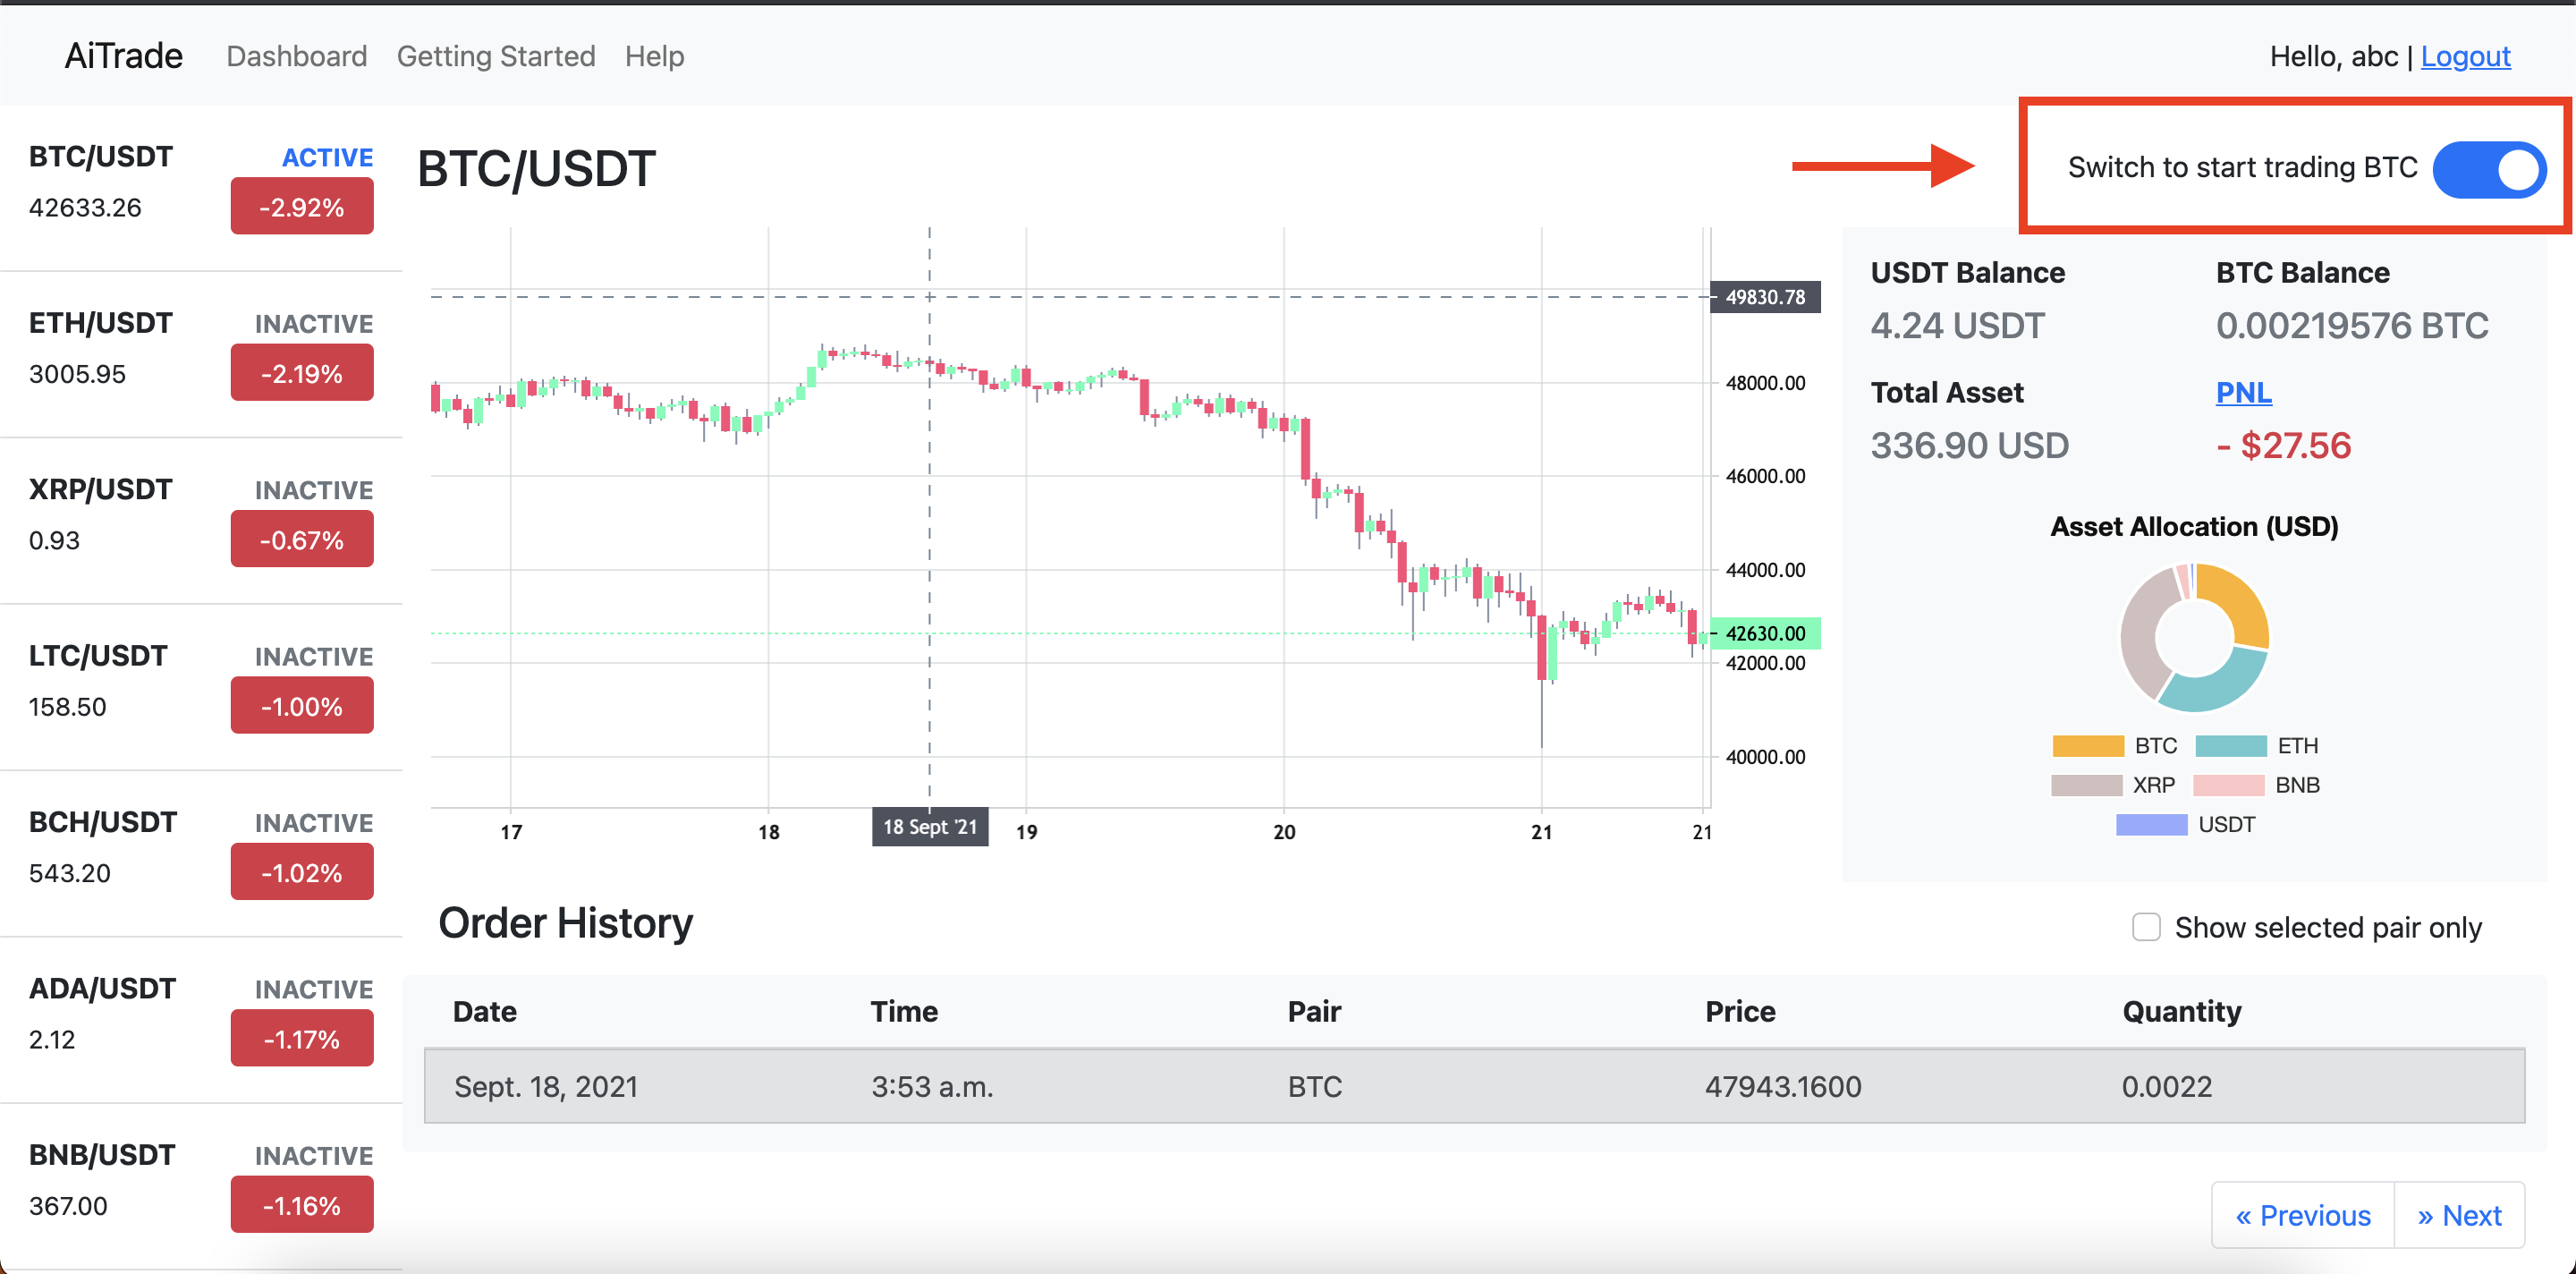 AiTrade Dashboard Getting Started Help Hello, abc | Logout
BTC/USDT ACTIVE
42633.26 -2.92%
ETH/USDT INACTIVE
3005.95 -2.19%
XRP/USDT INACTIVE
0.93 -0.67%
LTC/USDT INACTIVE
158.50 -1.00%
BCH/USDT INACTIVE
543.20 -1.02%
ADA/USDT INACTIVE
2.12 -1.17%
BNB/USDT INACTIVE
367.00 -1.16%
BTC/USDT
Switch to start trading BTC
49830.78
48000.00
46000.00
44000.00
42630.00
42000.00
40000.00
17 18 18 Sept '21 19 20 21 21
USDT Balance BTC Balance
4.24 USDT 0.00219576 BTC
Total Asset PNL
336.90 USD - $27.56
Asset Allocation (USD)
BTC ETH
XRP BNB
USDT
Order History
Show selected pair only
Date Time Pair Price Quantity
Sept. 18, 2021 3:53 a.m. BTC 47943.1600 0.0022
« Previous » Next